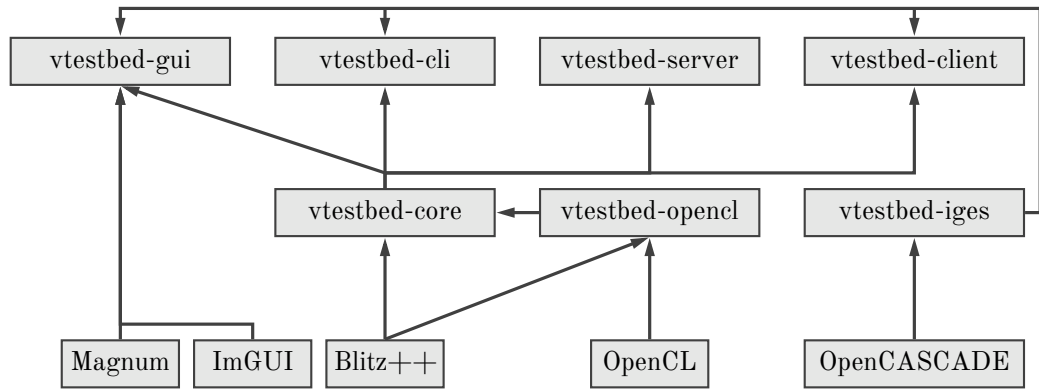 vtestbed-gui
vtestbed-cli
vtestbed-server
vtestbed-client
vtestbed-core
vtestbed-opencl
vtestbed-iges
Magnum
ImGUI
Blitz++
OpenCL
OpenCASCADE